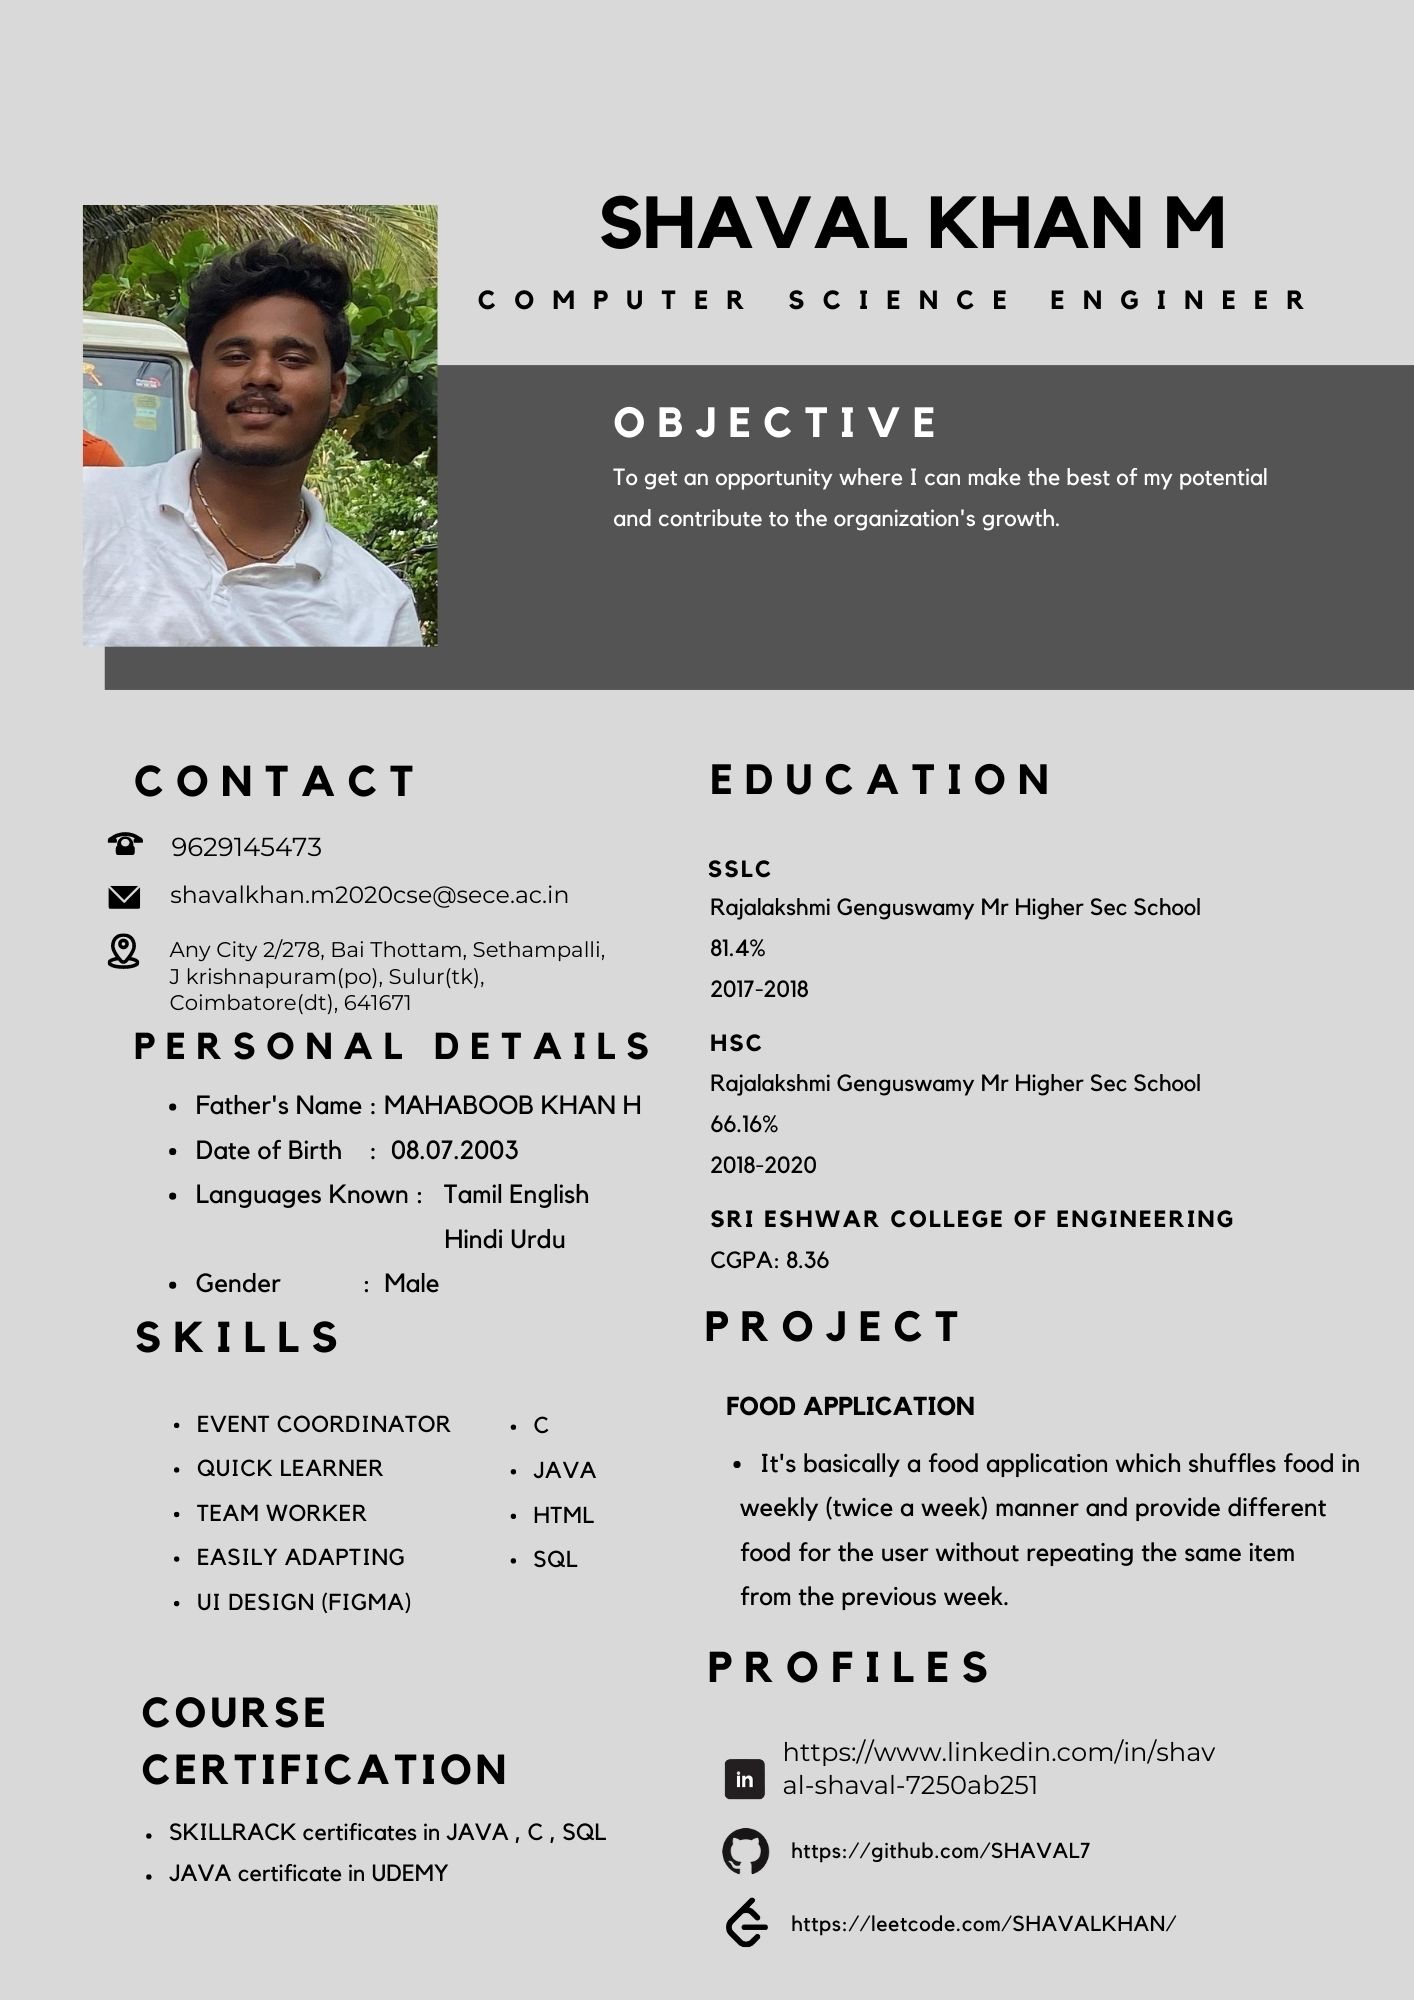 SHAVAL KHAN M
COMPUTER SCIENCE ENGINEER
OBJECTIVE
To get an opportunity where I can make the best of my potential
and contribute to the organization's growth.
CONTACT
9629145473
shavalkhan.m2020cse@sece.ac.in
Any City 2/278, Bai Thottam, Sethampalli,
J krishnapuram(po), Sulur(tk),
Coimbatore(dt), 641671
PERSONAL DETAILS
• Father's Name : MAHABOOB KHAN H
• Date of Birth : 08.07.2003
• Languages Known : Tamil English
Hindi Urdu
• Gender : Male
SKILLS
• EVENT COORDINATOR
• QUICK LEARNER
• TEAM WORKER
• EASILY ADAPTING
• UI DESIGN (FIGMA)
• C
• JAVA
• HTML
• SQL
COURSE
CERTIFICATION
• SKILLRACK certificates in JAVA , C , SQL
• JAVA certificate in UDEMY
EDUCATION
SSLC
Rajalakshmi Genguswamy Mr Higher Sec School
81.4%
2017-2018
HSC
Rajalakshmi Genguswamy Mr Higher Sec School
66.16%
2018-2020
SRI ESHWAR COLLEGE OF ENGINEERING
CGPA: 8.36
PROJECT
FOOD APPLICATION
• It's basically a food application which shuffles food in
weekly (twice a week) manner and provide different
food for the user without repeating the same item
from the previous week.
PROFILES
in
https://www.linkedin.com/in/shav
al-shaval-7250ab251
https://github.com/SHAVAL7
https://leetcode.com/SHAVALKHAN/